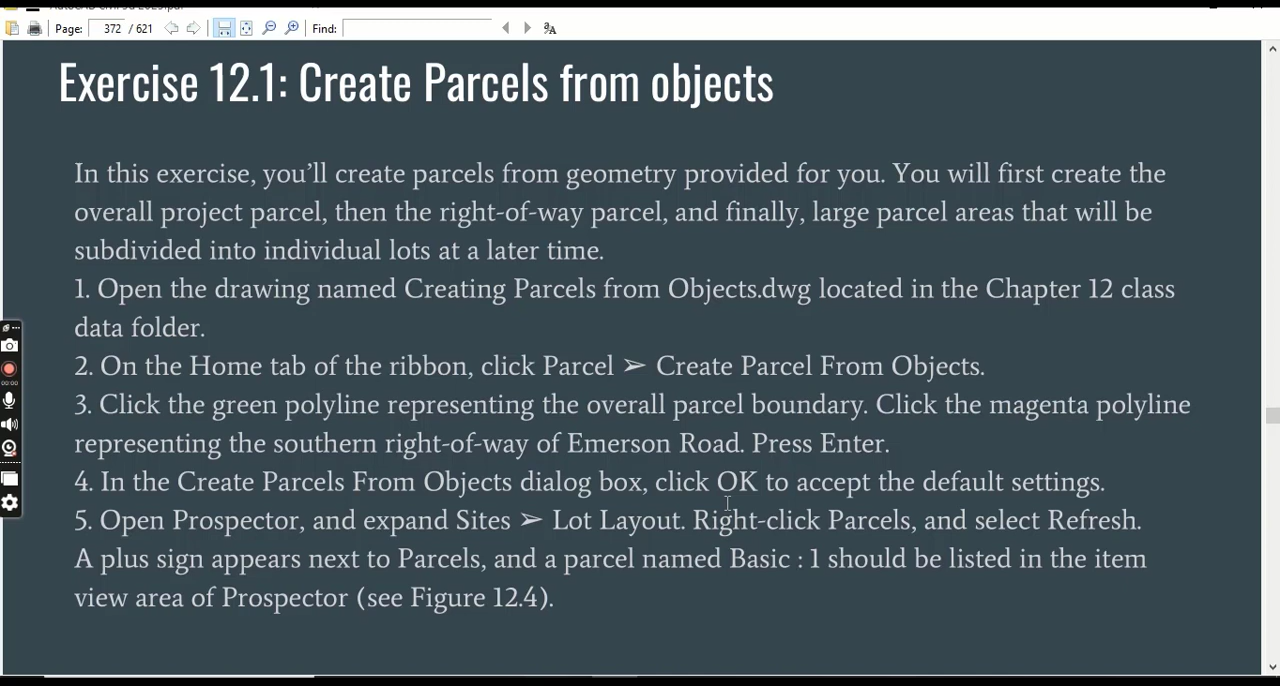 Page: 372 / 621 Find:
Exercise 12.1: Create Parcels from objects
In this exercise, you’ll create parcels from geometry provided for you. You will first create the
overall project parcel, then the right-of-way parcel, and finally, large parcel areas that will be
subdivided into individual lots at a later time.
1. Open the drawing named Creating Parcels from Objects.dwg located in the Chapter 12 class
data folder.
2. On the Home tab of the ribbon, click Parcel ➢ Create Parcel From Objects.
3. Click the green polyline representing the overall parcel boundary. Click the magenta polyline
representing the southern right-of-way of Emerson Road. Press Enter.
4. In the Create Parcels From Objects dialog box, click OK to accept the default settings.
5. Open Prospector, and expand Sites ➢ Lot Layout. Right-click Parcels, and select Refresh.
A plus sign appears next to Parcels, and a parcel named Basic : 1 should be listed in the item
view area of Prospector (see Figure 12.4).
00:00